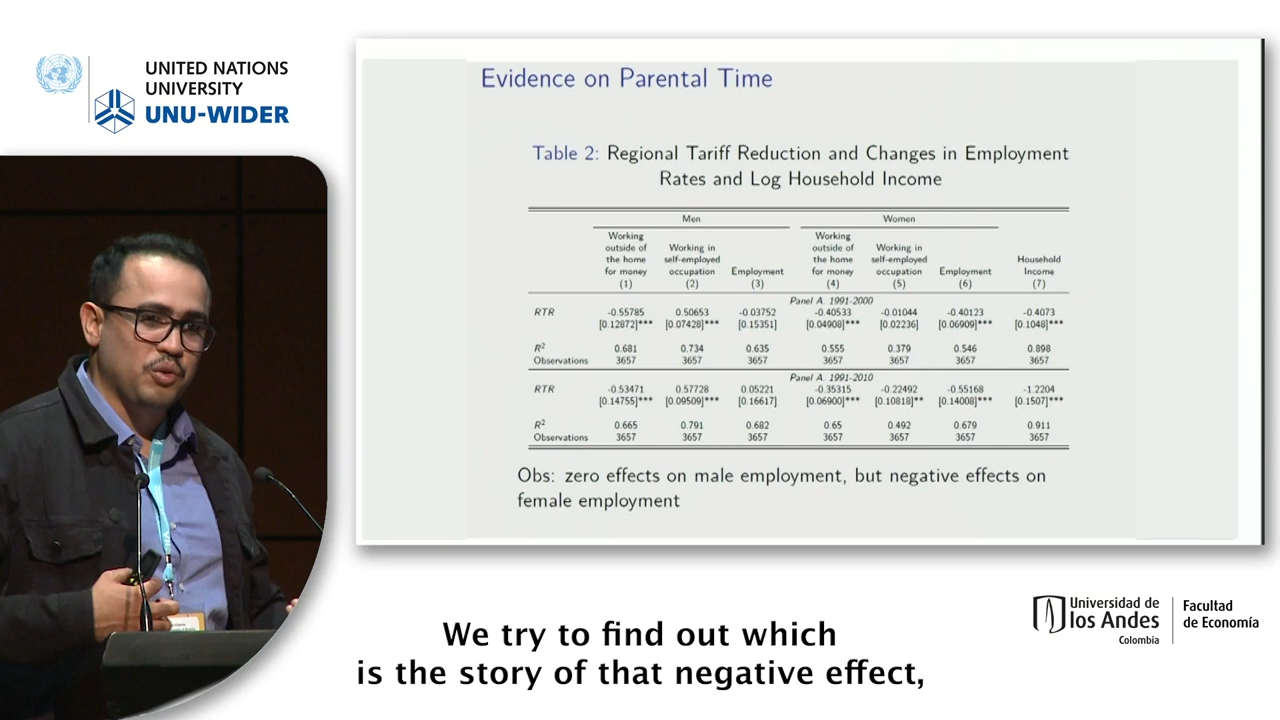 UNITED NATIONS
UNIVERSITY
UNU-WIDER
Evidence on Parental Time
Table 2: Regional Tariff Reduction and Changes in Employment
Rates and Log Household Income
Men Women
Working outside of the home for money (1) Working in self-employed occupation (2) Employment (3) Working outside of the home for money (4) Working in self-employed occupation (5) Employment (6) Household Income (7)
Panel A. 1991-2000
RTR -0.55785 0.50653 -0.03752 -0.40533 -0.01044 -0.40123 -0.4073
[0.12872]*** [0.07428]*** [0.15351] [0.04908]*** [0.02236] [0.06909]*** [0.1048]***
R² 0.681 0.734 0.635 0.555 0.379 0.546 0.898
Observations 3657 3657 3657 3657 3657 3657 3657
Panel A. 1991-2010
RTR -0.53471 0.57728 0.05221 -0.35315 -0.22492 -0.55168 -1.2204
[0.14755]*** [0.09509]*** [0.16617] [0.06900]*** [0.10818]** [0.14008]*** [0.1507]***
R² 0.665 0.791 0.682 0.65 0.492 0.679 0.911
Observations 3657 3657 3657 3657 3657 3657 3657
Obs: zero effects on male employment, but negative effects on
female employment
We try to find out which
is the story of that negative effect,
Universidad de
los Andes
Colombia
Facultad
de Economía